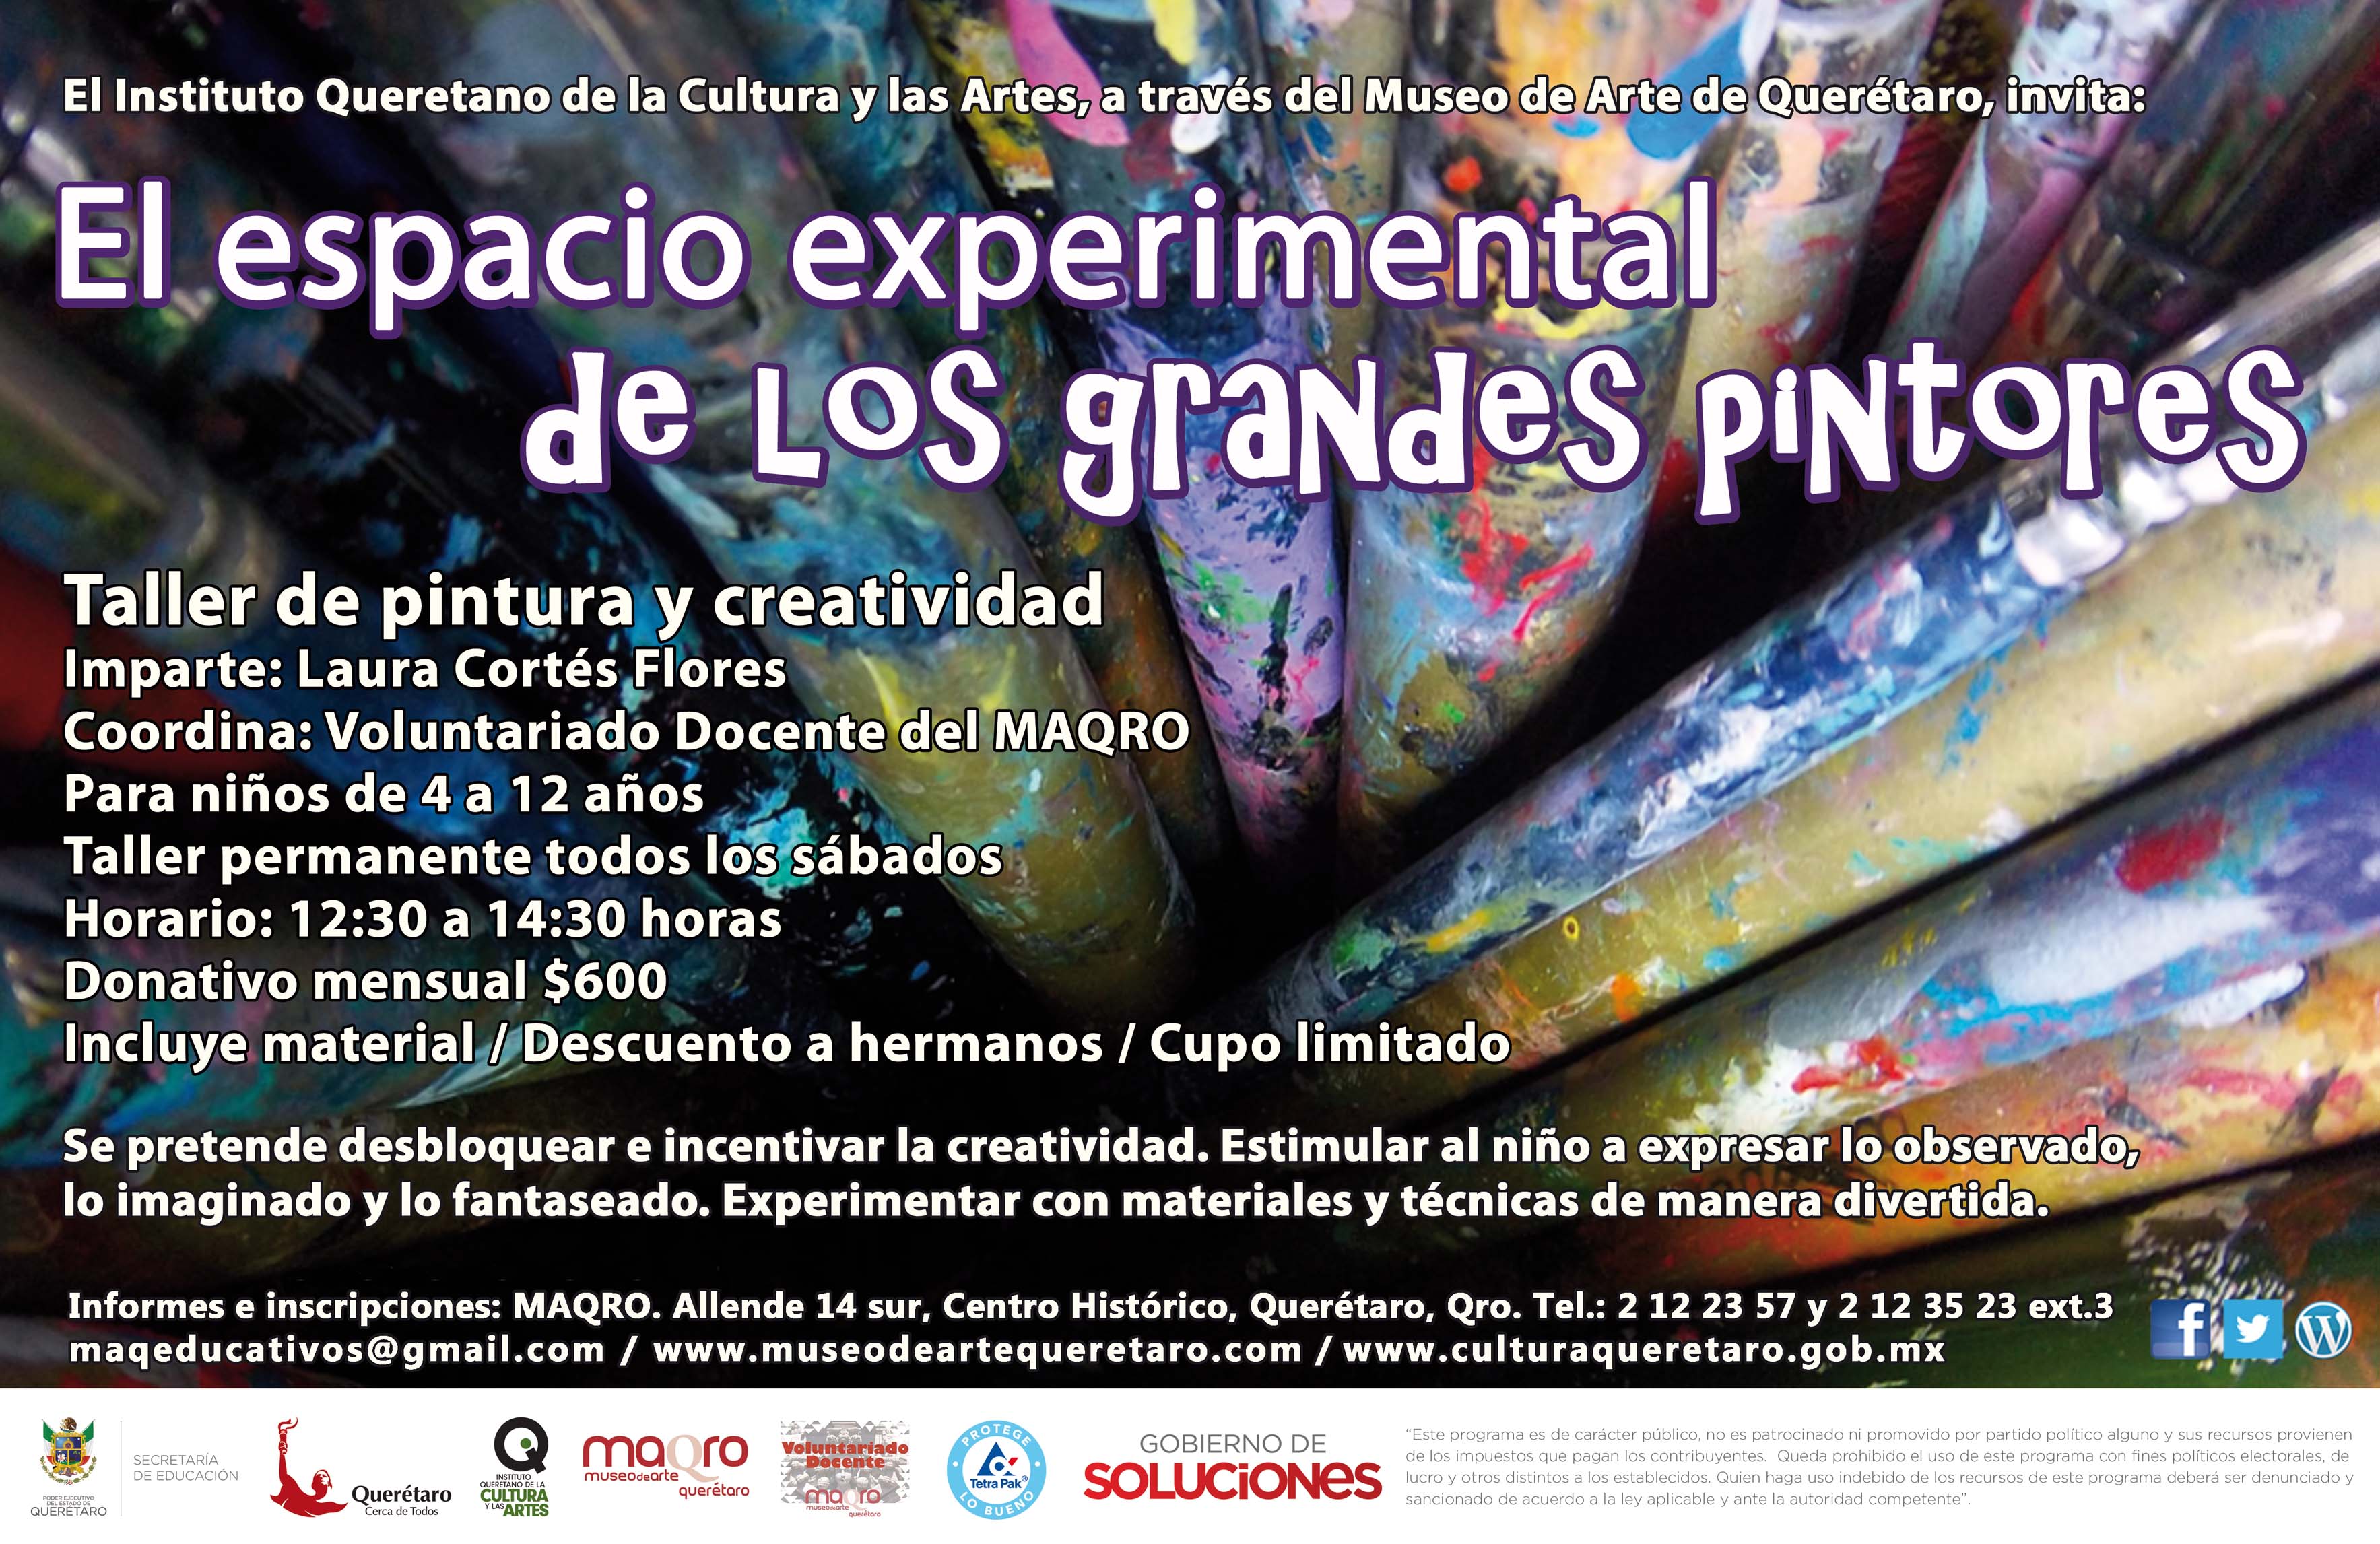 El Instituto Queretano de la Cultura y las Artes, a través del Museo de Arte de Querétaro, invita:
El espacio experimental
de los grandes pintores
Taller de pintura y creatividad
Imparte: Laura Cortés Flores
Coordina: Voluntariado Docente del MAQRO
Para niños de 4 a 12 años
Taller permanente todos los sábados
Horario: 12:30 a 14:30 horas
Donativo mensual $600
Incluye material / Descuento a hermanos / Cupo limitado
Se pretende desbloquear e incentivar la creatividad. Estimular al niño a expresar lo observado,
lo imaginado y lo fantaseado. Experimentar con materiales y técnicas de manera divertida.
Informes e inscripciones: MAQRO. Allende 14 sur, Centro Histórico, Querétaro, Qro. Tel.: 2 12 23 57 y 2 12 35 23 ext.3
maqeducativos@gmail.com / www.museodeartequeretaro.com / www.culturaqueretaro.gob.mx
PODER EJECUTIVO
DEL ESTADO DE
QUERÉTARO
SECRETARÍA
DE EDUCACIÓN
Querétaro
Cerca de Todos
INSTITUTO
QUERETANO DE LA
CULTURA
Y LAS ARTES
maqro
museodearte
querétaro
Voluntariado
Docente
maqro
museodearte
querétaro
PROTEGE
Tetra Pak®
LO BUENO
GOBIERNO DE
SOLUCiONES
“Este programa es de carácter público, no es patrocinado ni promovido por partido político alguno y sus recursos provienen
de los impuestos que pagan los contribuyentes. Queda prohibido el uso de este programa con fines políticos electorales, de
lucro y otros distintos a los establecidos. Quien haga uso indebido de los recursos de este programa deberá ser denunciado y
sancionado de acuerdo a la ley aplicable y ante la autoridad competente”.